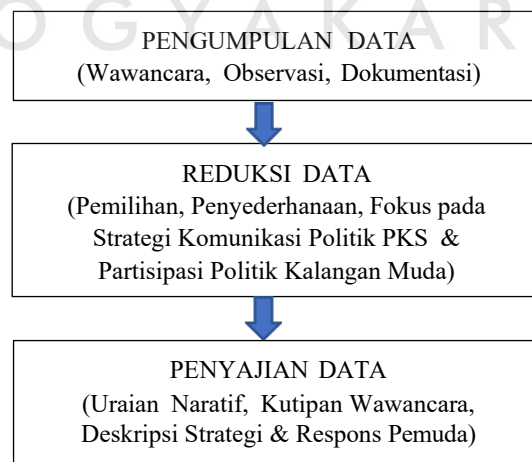 OGYAKAR
PENGUMPULAN DATA
(Wawancara, Observasi, Dokumentasi)
REDUKSI DATA
(Pemilihan, Penyederhanaan, Fokus pada
Strategi Komunikasi Politik PKS &
Partisipasi Politik Kalangan Muda)
PENYAJIAN DATA
(Uraian Naratif, Kutipan Wawancara,
Deskripsi Strategi & Respons Pemuda)